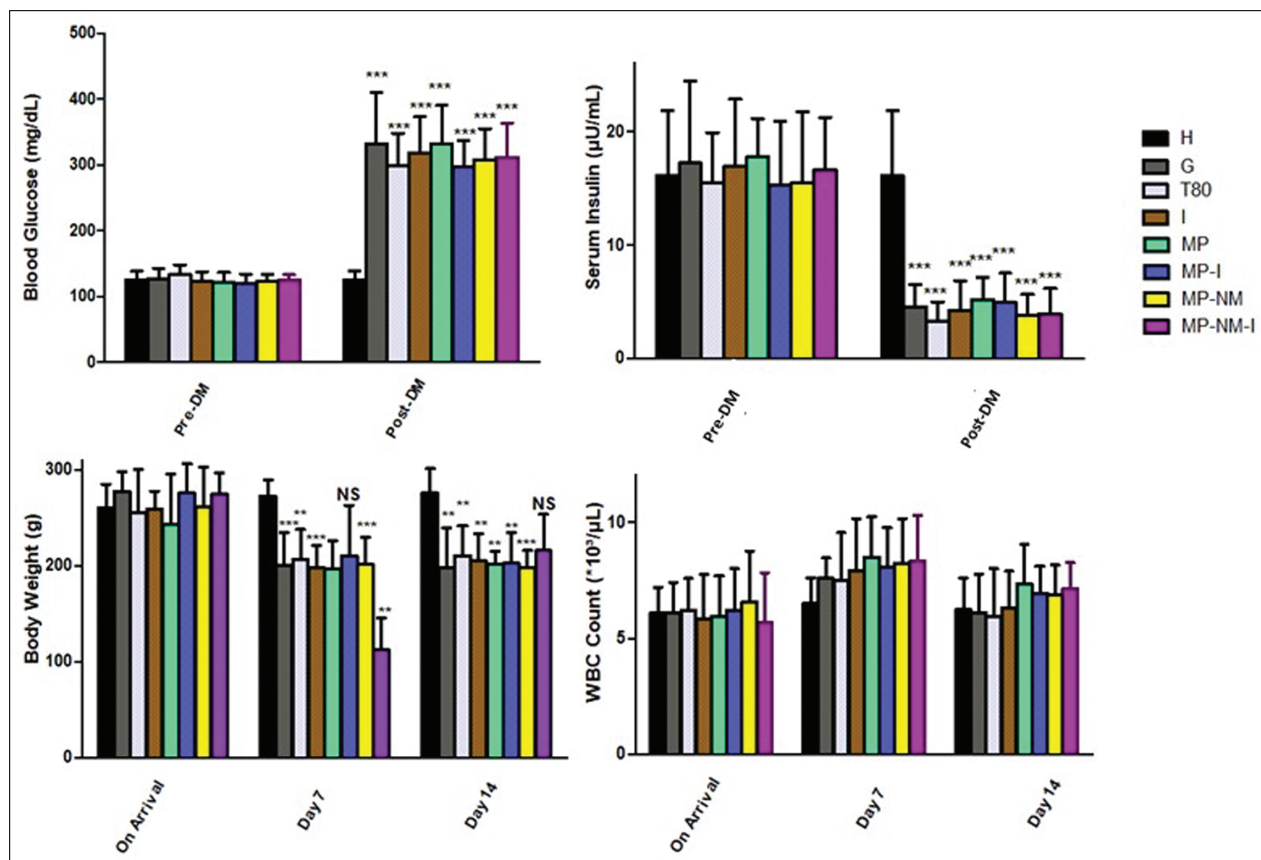 500
400
300
200
100
0
Blood Glucose (mg/dL)
***
***
***
***
***
***
***
Pre-DM
Post-DM
20
10
0
Serum Insulin (µU/mL)
***
***
***
***
***
***
***
Pre-DM
Post-DM
H
G
T80
I
MP
MP-I
MP-NM
MP-NM-I
300
200
100
0
Body Weight (g)
***
**
***
NS
***
**
**
**
**
**
**
***
NS
On Arrival
Day 7
Day 14
10
5
0
WBC Count (*10³/µL)
On Arrival
Day 7
Day 14